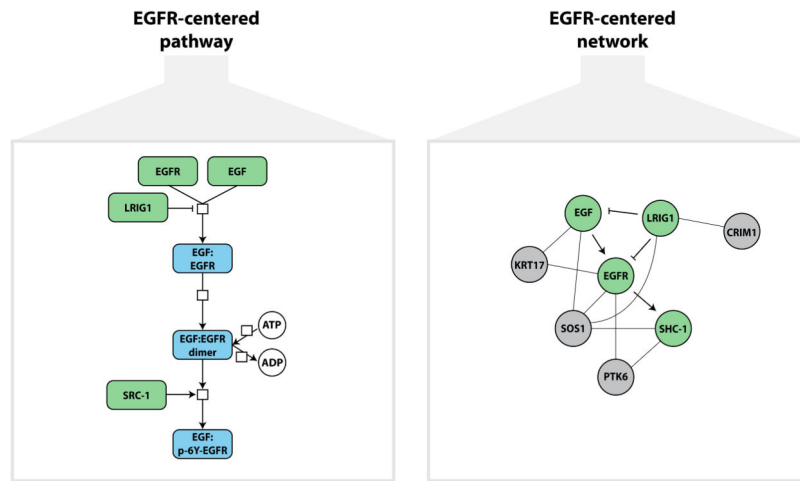 EGFR-centered
pathway
EGFR-centered
network
EGFR
EGF
LRIG1
EGF:
EGFR
EGF:EGFR
dimer
ATP
ADP
SRC-1
EGF:
p-6Y-EGFR
EGF
LRIG1
CRIM1
KRT17
EGFR
SOS1
SHC-1
PTK6